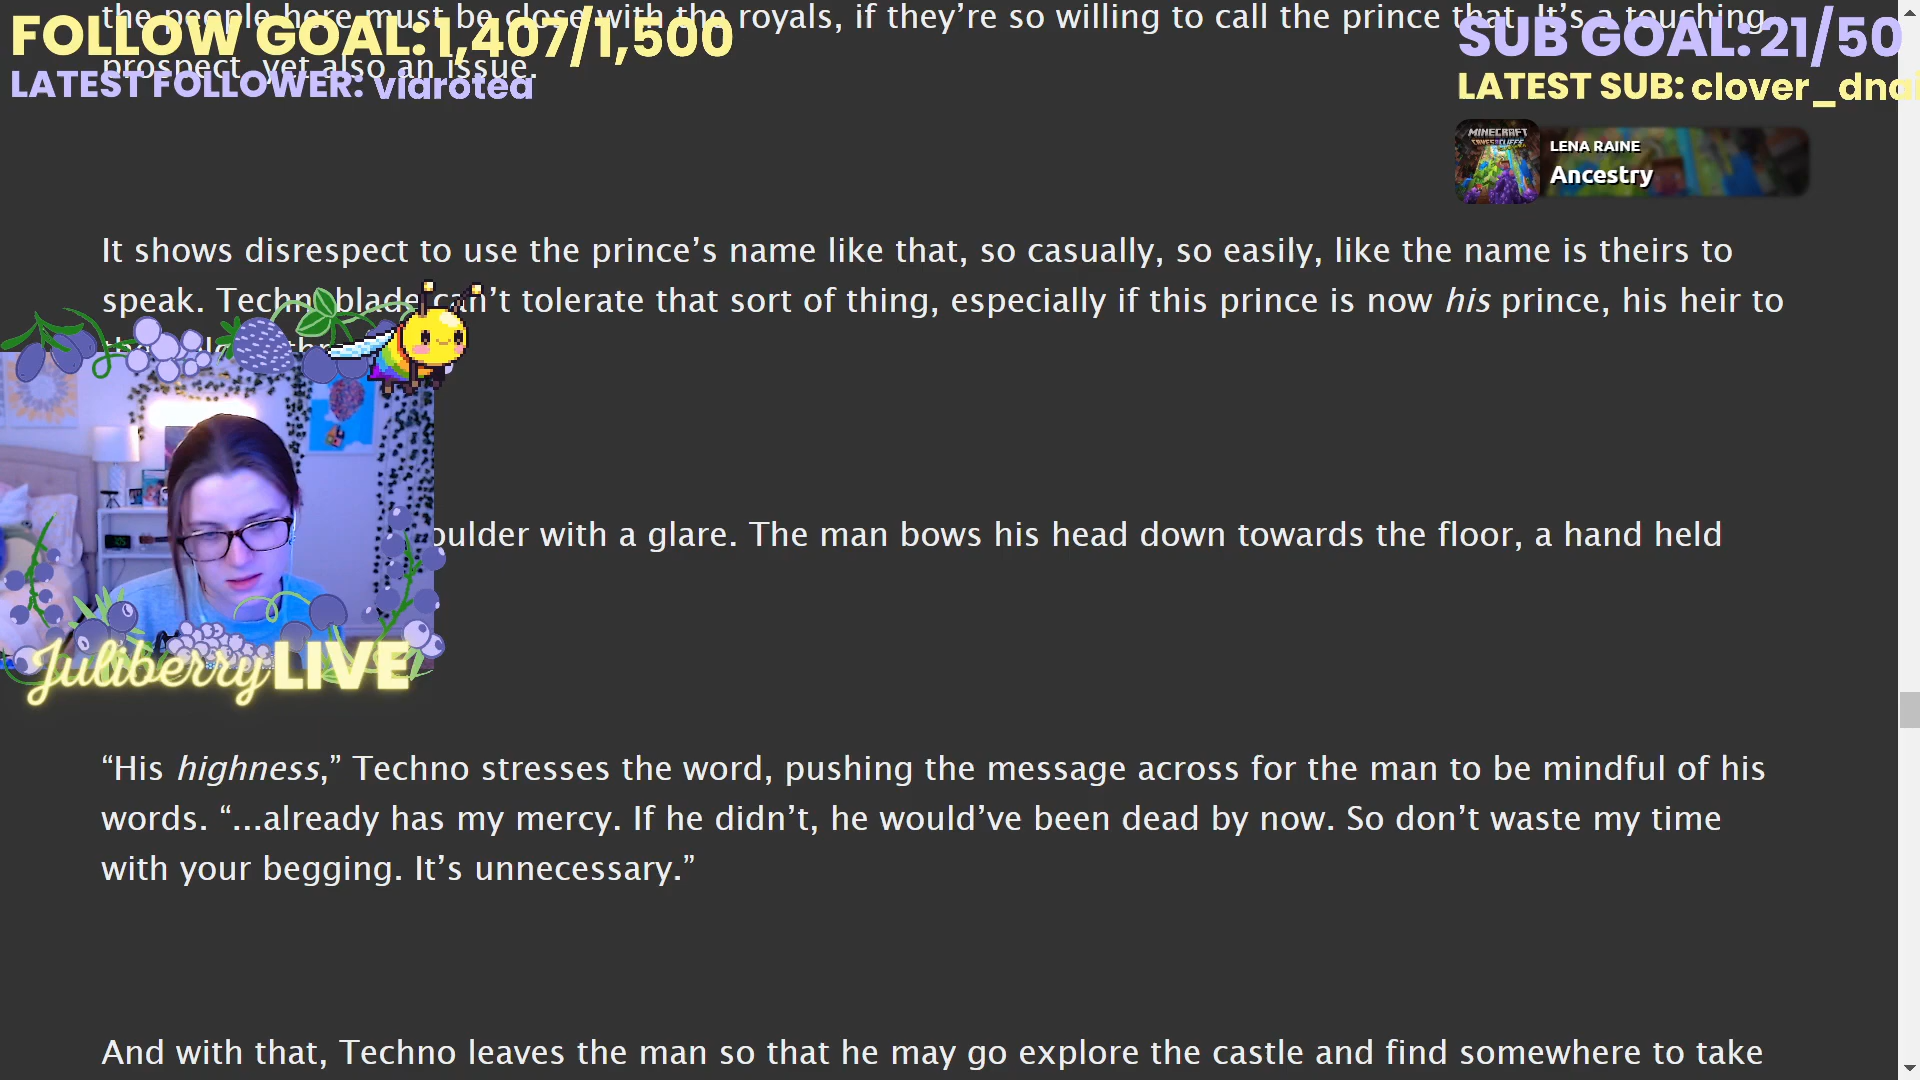 the people here must be close with the royals, if they're so willing to call the prince that. It's a touching
prospect, yet also an issue.
FOLLOW GOAL: 1,407/1,500
LATEST FOLLOWER: viarotea
SUB GOAL: 21/50
LATEST SUB: clover_dnai
MINECRAFT
CAVES & CLIFFS
LENA RAINE
Ancestry
It shows disrespect to use the prince’s name like that, so casually, so easily, like the name is theirs to
speak. Technoblade can’t tolerate that sort of thing, especially if this prince is now his prince, his heir to
oulder with a glare. The man bows his head down towards the floor, a hand held
Juliberry LIVE
“His highness,” Techno stresses the word, pushing the message across for the man to be mindful of his
words. “...already has my mercy. If he didn’t, he would’ve been dead by now. So don’t waste my time
with your begging. It’s unnecessary.”
And with that, Techno leaves the man so that he may go explore the castle and find somewhere to take